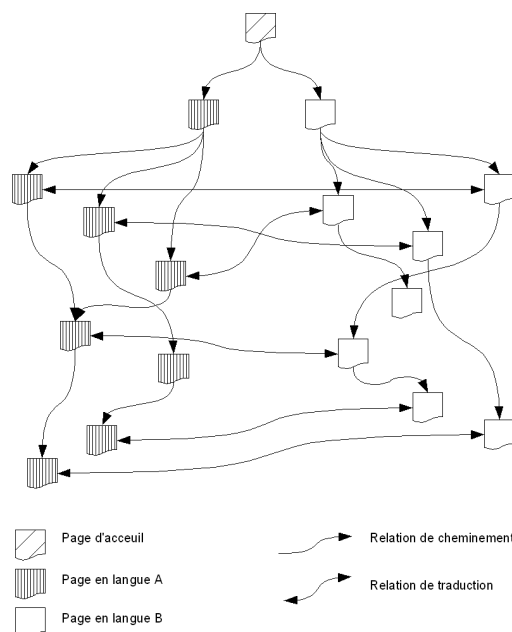 Page d'acceuil
Relation de cheminement
Page en langue A
Relation de traduction
Page en langue B